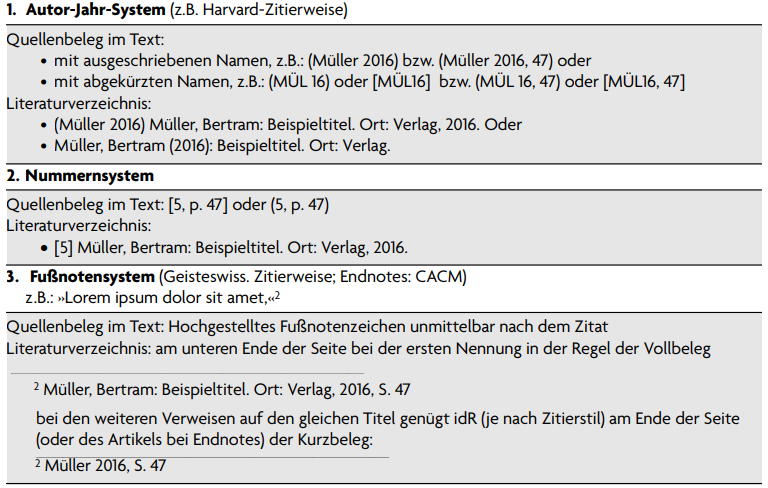 1. Autor-Jahr-System (z.B. Harvard-Zitierweise)
Quellenbeleg im Text:
• mit ausgeschriebenen Namen, z.B.: (Müller 2016) bzw. (Müller 2016, 47) oder
• mit abgekürzten Namen, z.B.: (MÜL 16) oder [MÜL16] bzw. (MÜL 16, 47) oder [MÜL16, 47]
Literaturverzeichnis:
• (Müller 2016) Müller, Bertram: Beispieltitel. Ort: Verlag, 2016. Oder
• Müller, Bertram (2016): Beispieltitel. Ort: Verlag.
2. Nummernsystem
Quellenbeleg im Text: [5, p. 47] oder (5, p. 47)
Literaturverzeichnis:
• [5] Müller, Bertram: Beispieltitel. Ort: Verlag, 2016.
3. Fußnotensystem (Geisteswiss. Zitierweise; Endnotes: CACM)
z.B.: »Lorem ipsum dolor sit amet,«²
Quellenbeleg im Text: Hochgestelltes Fußnotenzeichen unmittelbar nach dem Zitat
Literaturverzeichnis: am unteren Ende der Seite bei der ersten Nennung in der Regel der Vollbeleg
² Müller, Bertram: Beispieltitel. Ort: Verlag, 2016, S. 47
bei den weiteren Verweisen auf den gleichen Titel genügt idR (je nach Zitierstil) am Ende der Seite
(oder des Artikels bei Endnotes) der Kurzbeleg:
² Müller 2016, S. 47